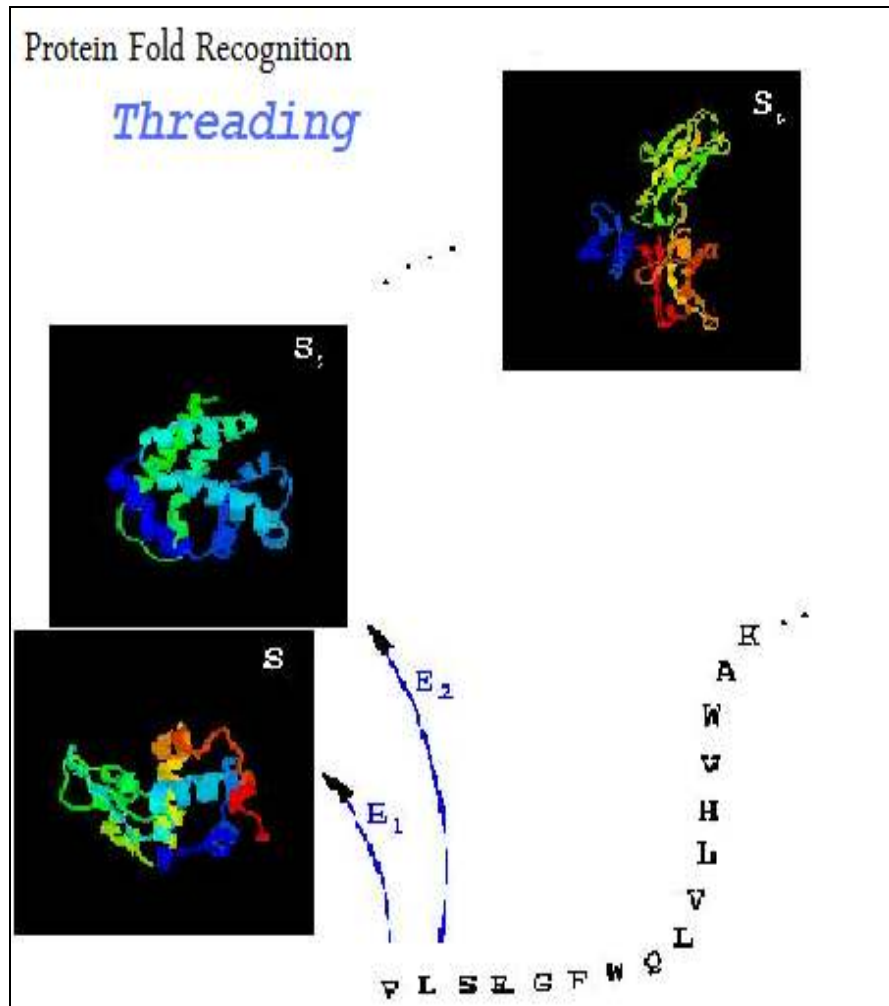 Protein Fold Recognition
Threading
S
S
E₂
S
E₁
V L S E G F W Q L V L H V W A K . .